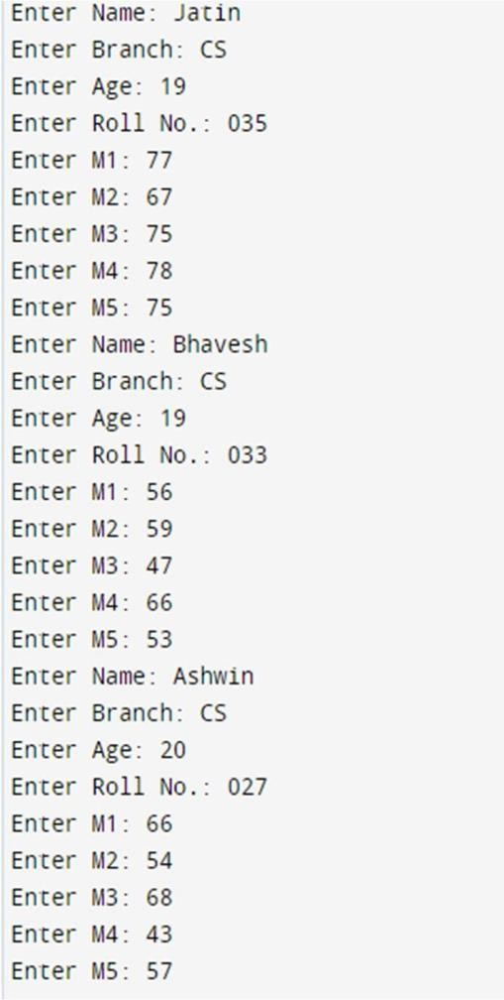 Enter Name: Jatin
Enter Branch: CS
Enter Age: 19
Enter Roll No.: 035
Enter M1: 77
Enter M2: 67
Enter M3: 75
Enter M4: 78
Enter M5: 75
Enter Name: Bhavesh
Enter Branch: CS
Enter Age: 19
Enter Roll No.: 033
Enter M1: 56
Enter M2: 59
Enter M3: 47
Enter M4: 66
Enter M5: 53
Enter Name: Ashwin
Enter Branch: CS
Enter Age: 20
Enter Roll No.: 027
Enter M1: 66
Enter M2: 54
Enter M3: 68
Enter M4: 43
Enter M5: 57